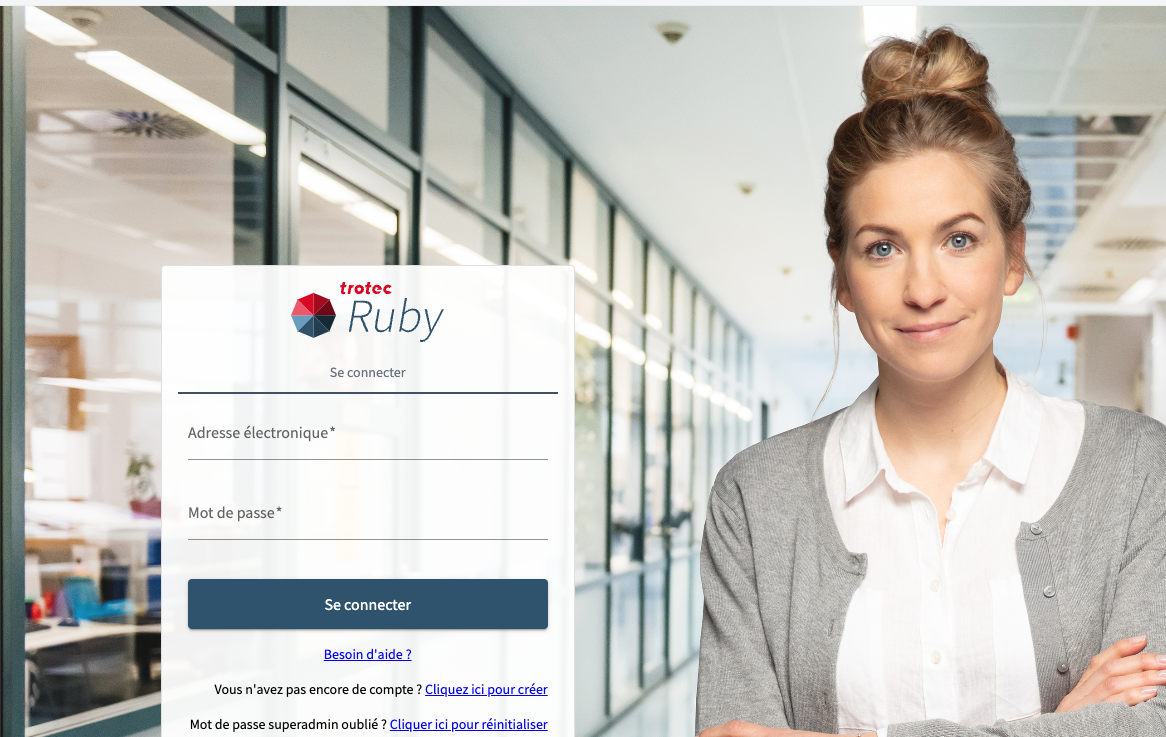 trotec
Ruby
Se connecter
Adresse électronique*
Mot de passe*
Se connecter
Besoin d'aide ?
Vous n'avez pas encore de compte ? Cliquez ici pour créer
Mot de passe superadmin oublié ? Cliquer ici pour réinitialiser